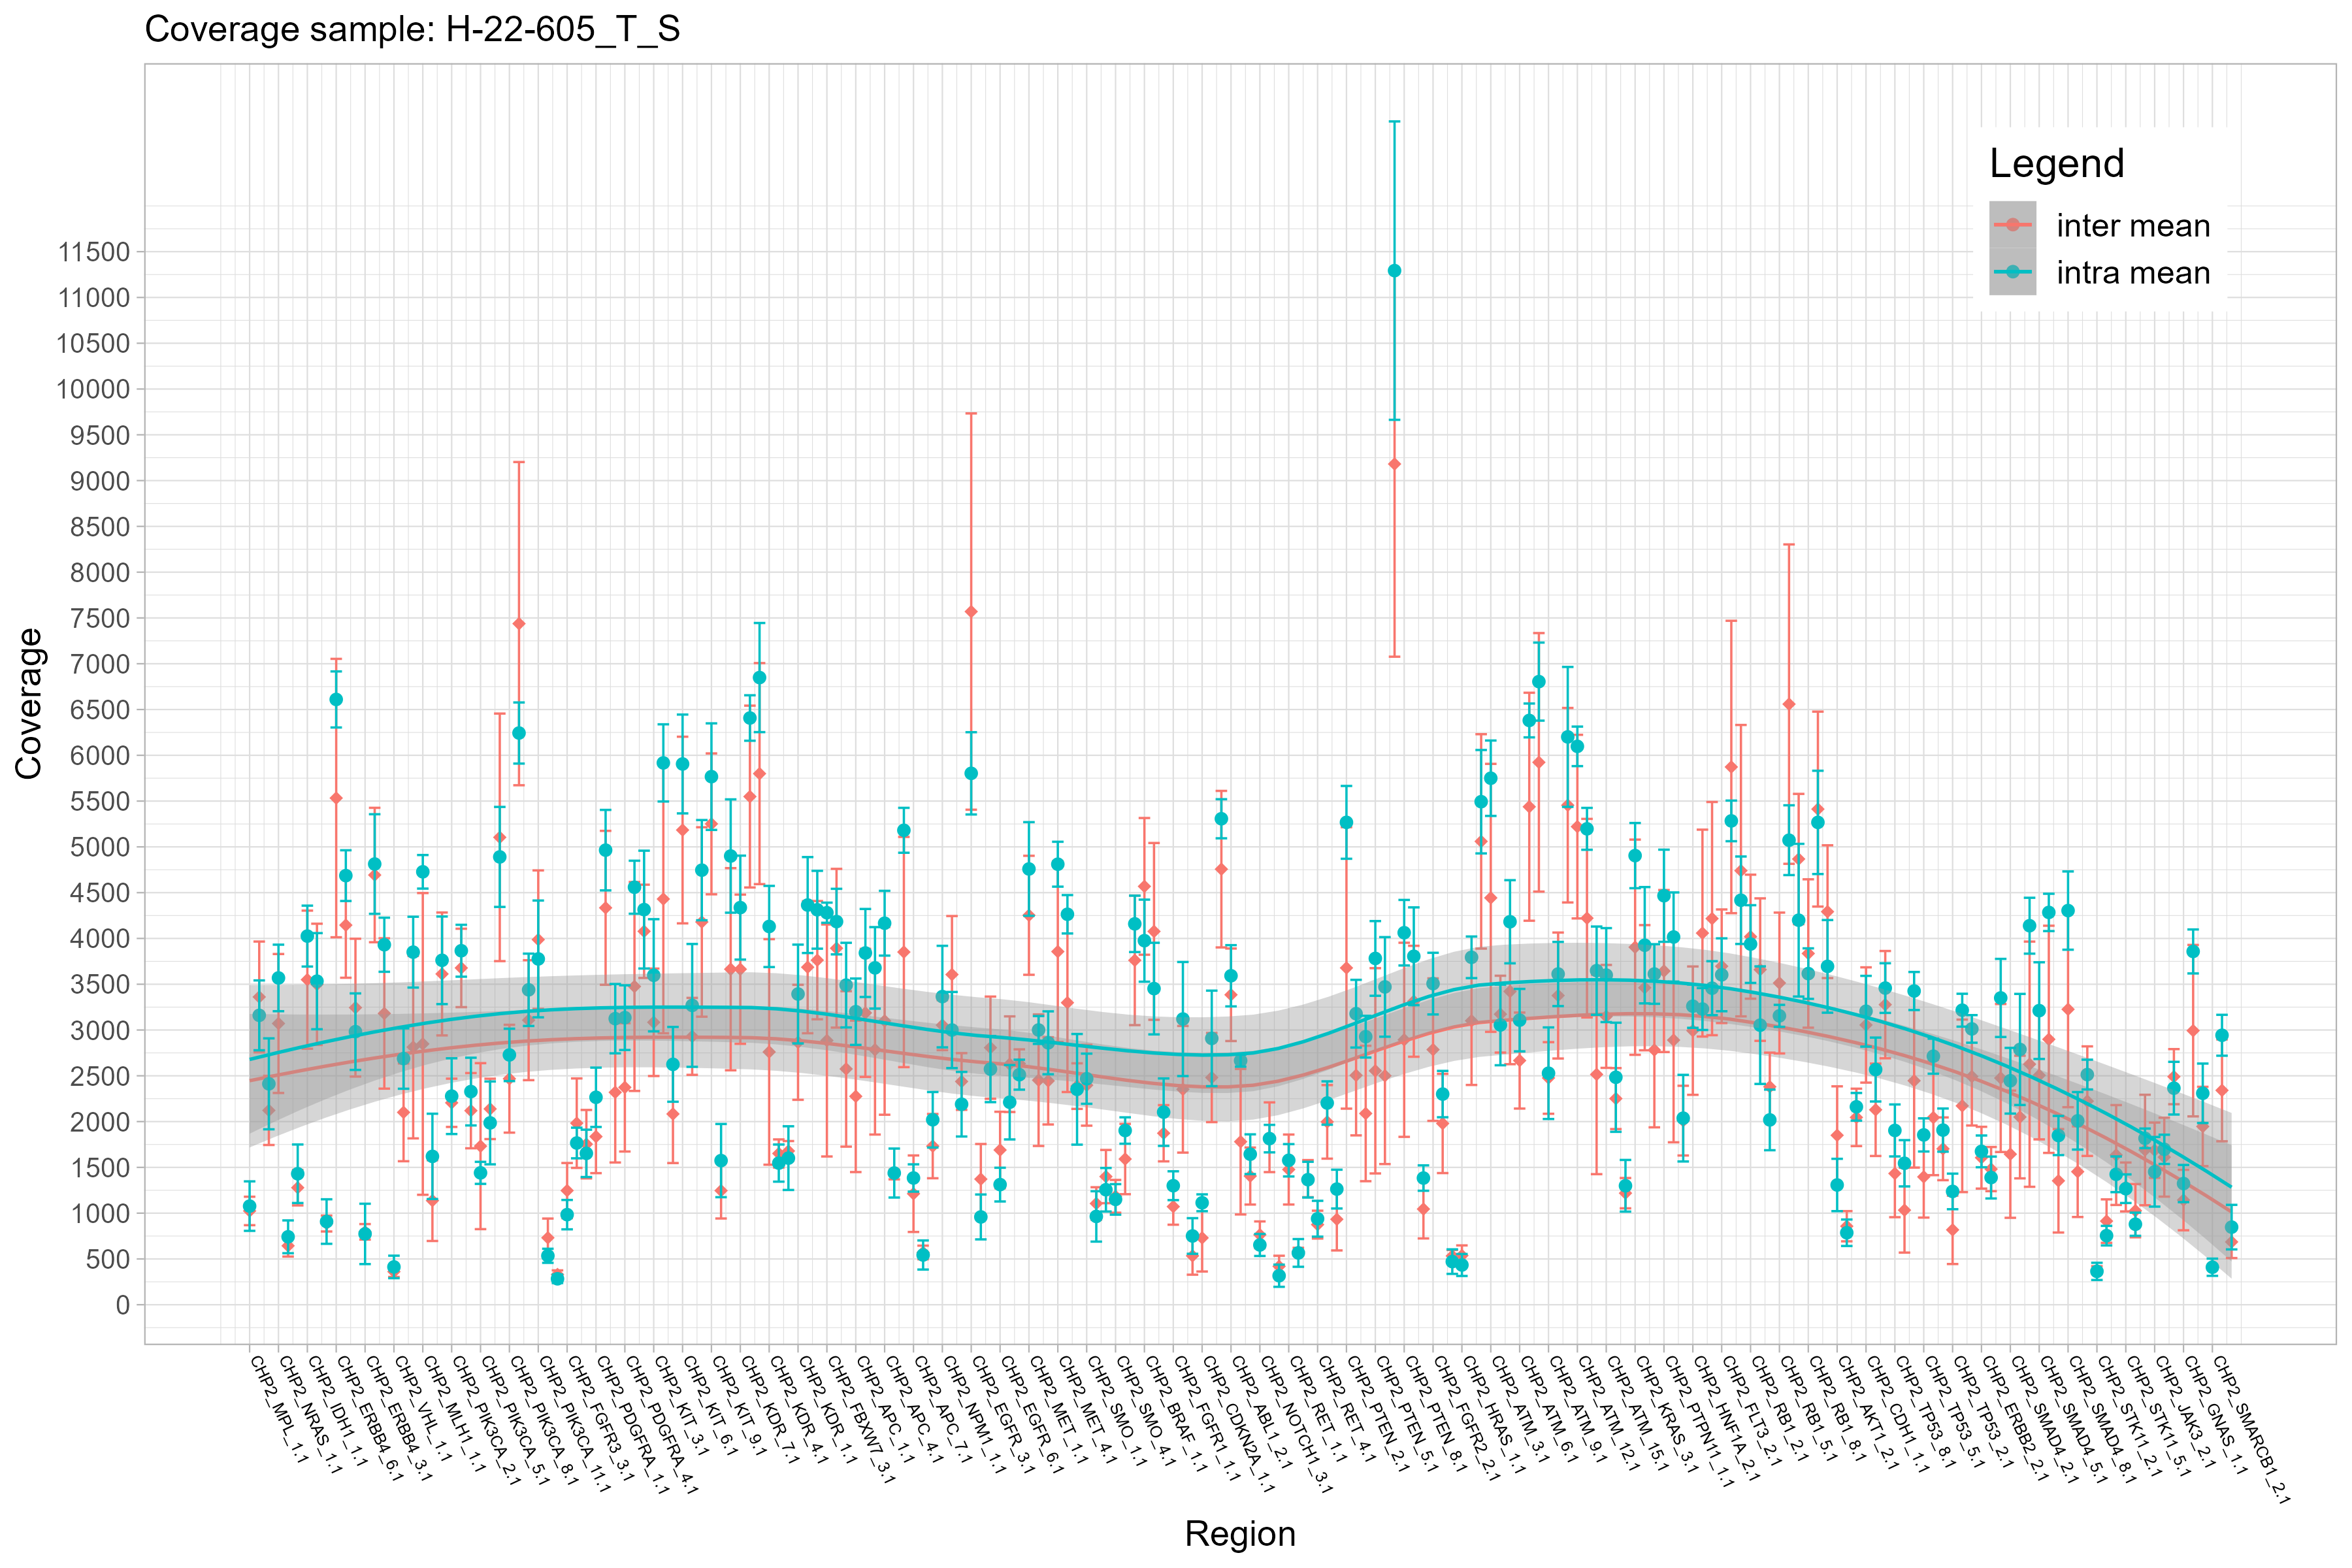 Coverage sample: H-22-605_T_S
Legend
inter mean
intra mean
Coverage
11500
11000
10500
10000
9500
9000
8500
8000
7500
7000
6500
6000
5500
5000
4500
4000
3500
3000
2500
2000
1500
1000
500
0
CHP2_MPL_1.1
CHP2_NRAS_1.1
CHP2_IDH1_1.1
CHP2_ERBB4_6.1
CHP2_ERBB4_3.1
CHP2_VHL_1.1
CHP2_MLH1_1.1
CHP2_PIK3CA_2.1
CHP2_PIK3CA_5.1
CHP2_PIK3CA_8.1
CHP2_PIK3CA_11.1
CHP2_FGFR3_3.1
CHP2_PDGFRA_1.1
CHP2_PDGFRA_4.1
CHP2_KIT_3.1
CHP2_KIT_6.1
CHP2_KIT_9.1
CHP2_KDR_7.1
CHP2_KDR_4.1
CHP2_KDR_1.1
CHP2_FBXW7_3.1
CHP2_APC_1.1
CHP2_APC_4.1
CHP2_APC_7.1
CHP2_NPM1_1.1
CHP2_EGFR_3.1
CHP2_EGFR_6.1
CHP2_MET_1.1
CHP2_MET_4.1
CHP2_SMO_1.1
CHP2_SMO_4.1
CHP2_BRAF_1.1
CHP2_FGFR1_1.1
CHP2_CDKN2A_1.1
CHP2_ABL1_2.1
CHP2_NOTCH1_3.1
CHP2_RET_1.1
CHP2_RET_4.1
CHP2_PTEN_2.1
CHP2_PTEN_5.1
CHP2_PTEN_8.1
CHP2_FGFR2_2.1
CHP2_HRAS_1.1
CHP2_ATM_3.1
CHP2_ATM_6.1
CHP2_ATM_9.1
CHP2_ATM_12.1
CHP2_ATM_15.1
CHP2_KRAS_3.1
CHP2_PTPN11_1.1
CHP2_HNF1A_2.1
CHP2_FLT3_2.1
CHP2_RB1_2.1
CHP2_RB1_5.1
CHP2_RB1_8.1
CHP2_AKT1_2.1
CHP2_CDH1_1.1
CHP2_TP53_8.1
CHP2_TP53_5.1
CHP2_TP53_2.1
CHP2_ERBB2_2.1
CHP2_SMAD4_2.1
CHP2_SMAD4_5.1
CHP2_SMAD4_8.1
CHP2_STK11_2.1
CHP2_STK11_5.1
CHP2_JAK3_2.1
CHP2_GNAS_1.1
CHP2_SMARCB1_2.1
Region